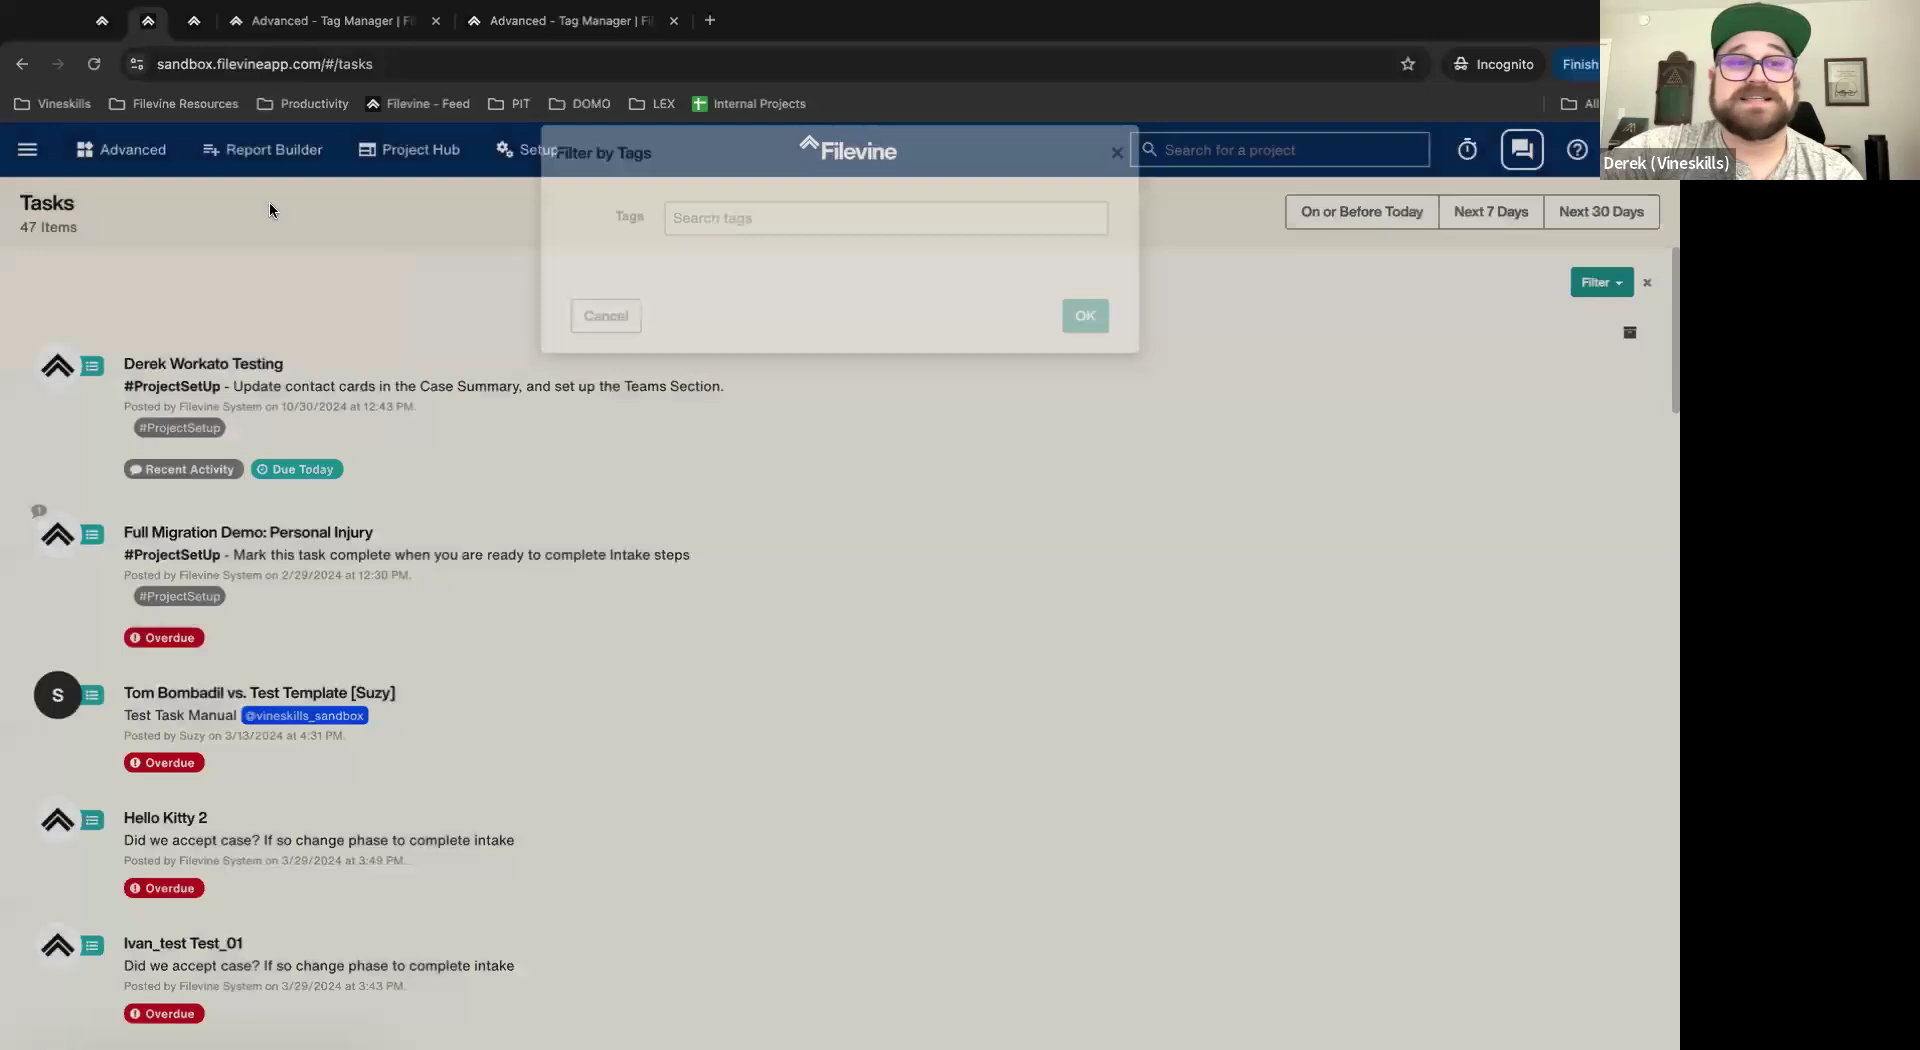 Advanced - Tag Manager | Fi
Advanced - Tag Manager | Fil
sandbox.filevineapp.com/#/tasks
Incognito
Finish
Vineskills
Filevine Resources
Productivity
Filevine - Feed
PIT
DOMO
LEX
Internal Projects
All
Advanced
Report Builder
Project Hub
Setup
Filter by Tags
Filevine
Search for a project
Derek (Vineskills)
Tasks
47 Items
Tags
Search tags
On or Before Today
Next 7 Days
Next 30 Days
Filter
Cancel
OK
Derek Workato Testing
#ProjectSetUp - Update contact cards in the Case Summary, and set up the Teams Section.
Posted by Filevine System on 10/30/2024 at 12:43 PM.
#ProjectSetup
Recent Activity
Due Today
1
Full Migration Demo: Personal Injury
#ProjectSetUp - Mark this task complete when you are ready to complete Intake steps
Posted by Filevine System on 2/29/2024 at 12:30 PM.
#ProjectSetup
Overdue
S
Tom Bombadil vs. Test Template [Suzy]
Test Task Manual @vineskills_sandbox
Posted by Suzy on 3/13/2024 at 4:31 PM.
Overdue
Hello Kitty 2
Did we accept case? If so change phase to complete intake
Posted by Filevine System on 3/29/2024 at 3:49 PM.
Overdue
Ivan_test Test_01
Did we accept case? If so change phase to complete intake
Posted by Filevine System on 3/29/2024 at 3:43 PM.
Overdue